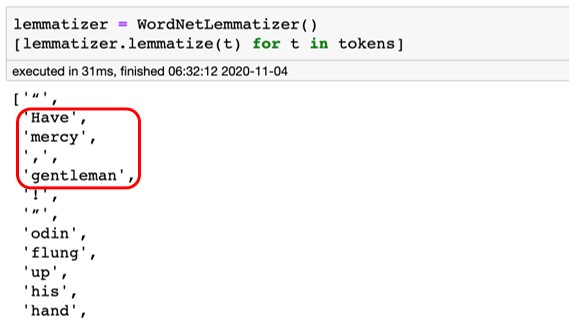 lemmatizer = WordNetLemmatizer()
[lemmatizer.lemmatize(t) for t in tokens]
executed in 31ms, finished 06:32:12 2020-11-04
['“',
'Have',
'mercy',
',',
'gentleman',
'!',
'”',
'odin',
'flung',
'up',
'his',
'hand',